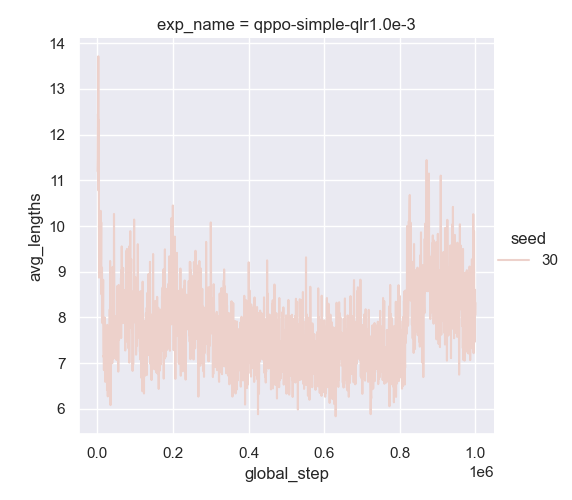 exp_name = qppo-simple-qlr1.0e-3
14
13
12
11
10
9
8
7
6
avg_lengths
0.0 0.2 0.4 0.6 0.8 1.0
1e6
global_step
seed
30